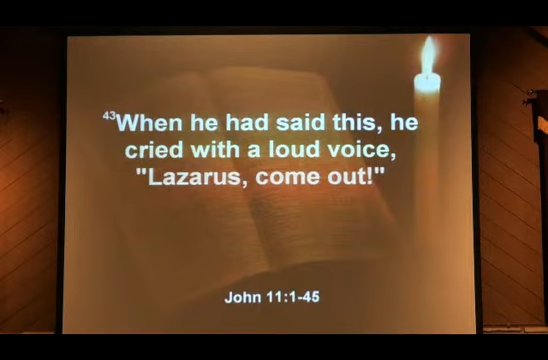 43When he had said this, he
cried with a loud voice,
"Lazarus, come out!"
John 11:1-45